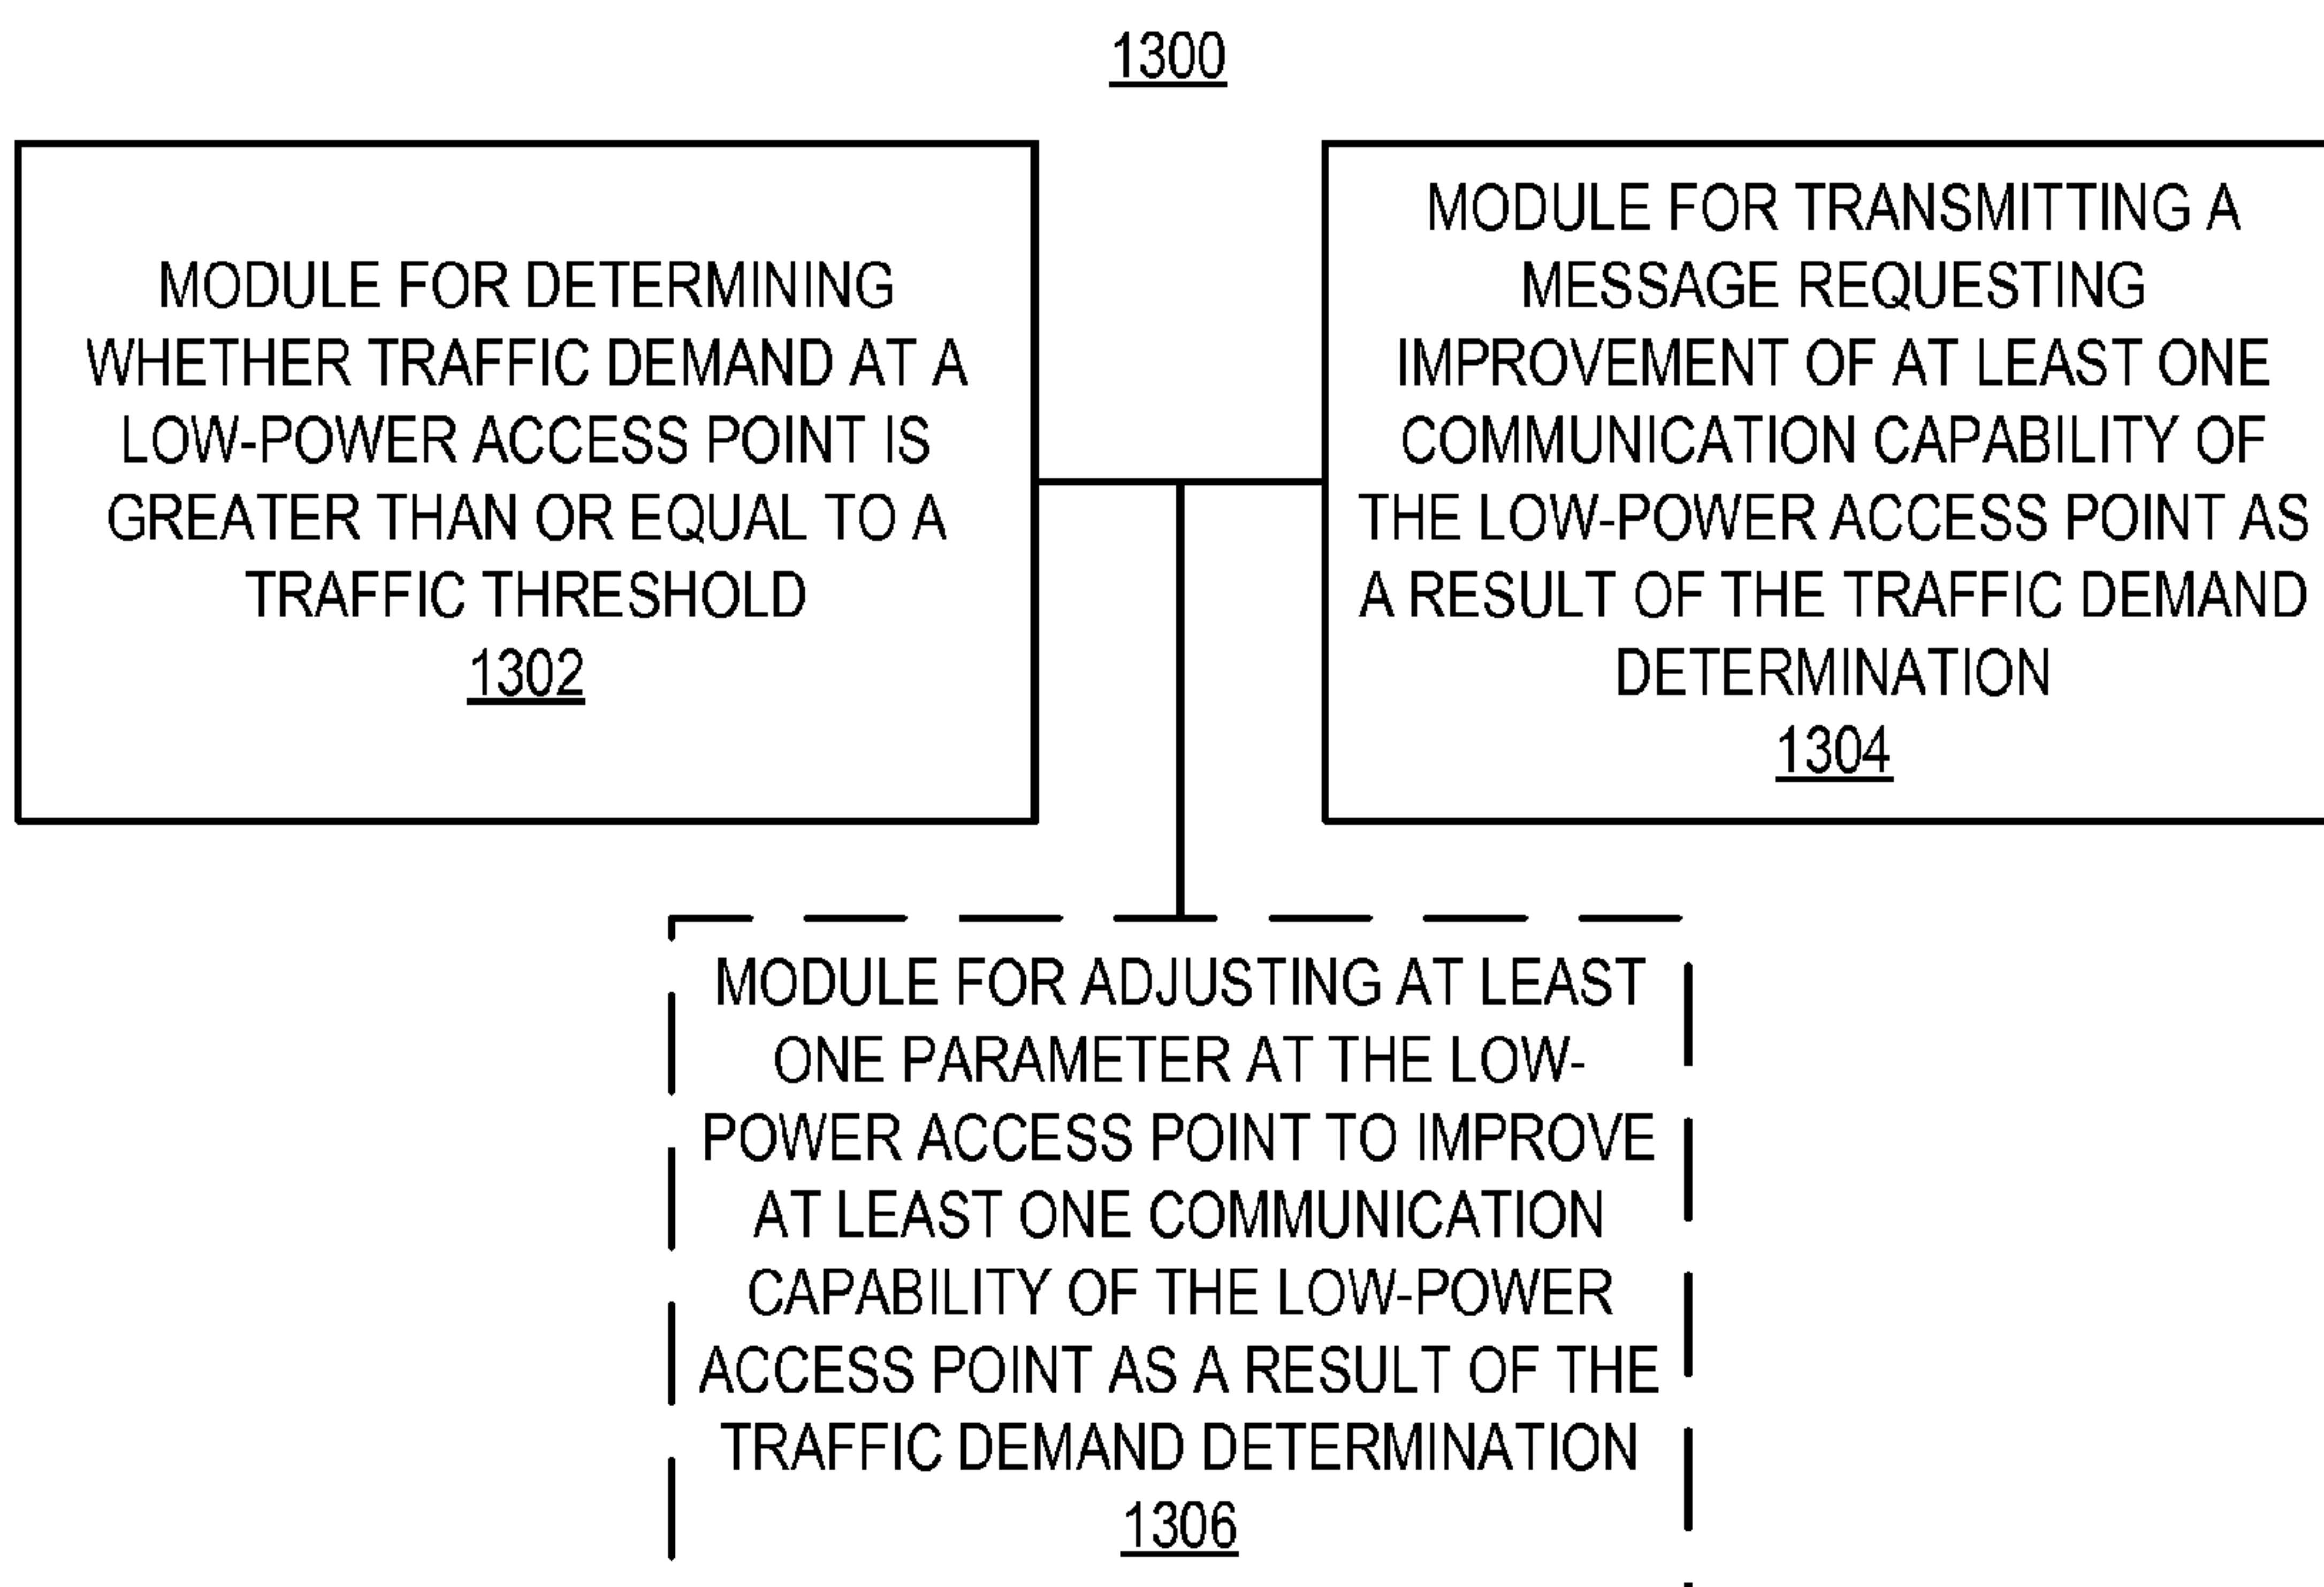 1300
MODULE FOR DETERMINING
WHETHER TRAFFIC DEMAND AT A
LOW-POWER ACCESS POINT IS
GREATER THAN OR EQUAL TO A
TRAFFIC THRESHOLD
1302
MODULE FOR TRANSMITTING A
MESSAGE REQUESTING
IMPROVEMENT OF AT LEAST ONE
COMMUNICATION CAPABILITY OF
THE LOW-POWER ACCESS POINT AS
A RESULT OF THE TRAFFIC DEMAND
DETERMINATION
1304
MODULE FOR ADJUSTING AT LEAST
ONE PARAMETER AT THE LOW-
POWER ACCESS POINT TO IMPROVE
AT LEAST ONE COMMUNICATION
CAPABILITY OF THE LOW-POWER
ACCESS POINT AS A RESULT OF THE
TRAFFIC DEMAND DETERMINATION
1306